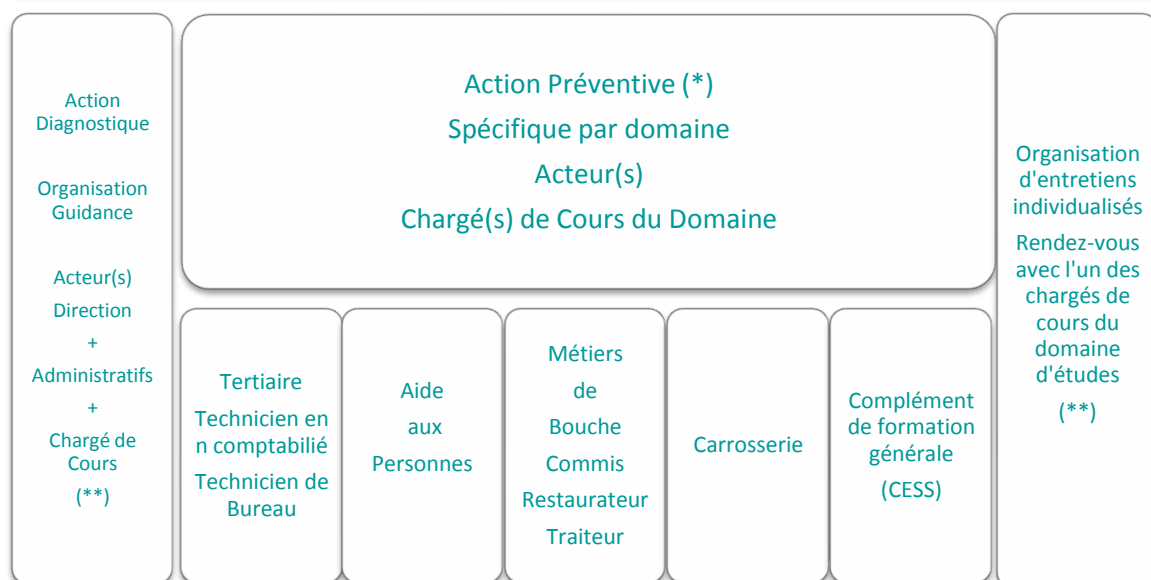 Action
Diagnostique
Organisation
Guidance
Acteur(s)
Direction
+
Administratifs
+
Chargé de
Cours
(**)
Action Préventive (*)
Spécifique par domaine
Acteur(s)
Chargé(s) de Cours du Domaine
Tertiaire
Technicien en
n comptabilié
Technicien de
Bureau
Aide
aux
Personnes
Métiers
de
Bouche
Commis
Restaurateur
Traiteur
Carrosserie
Complément
de formation
générale
(CESS)
Organisation
d'entretiens
individualisés
Rendez-vous
avec l'un des
chargés de
cours du
domaine
d'études
(**)